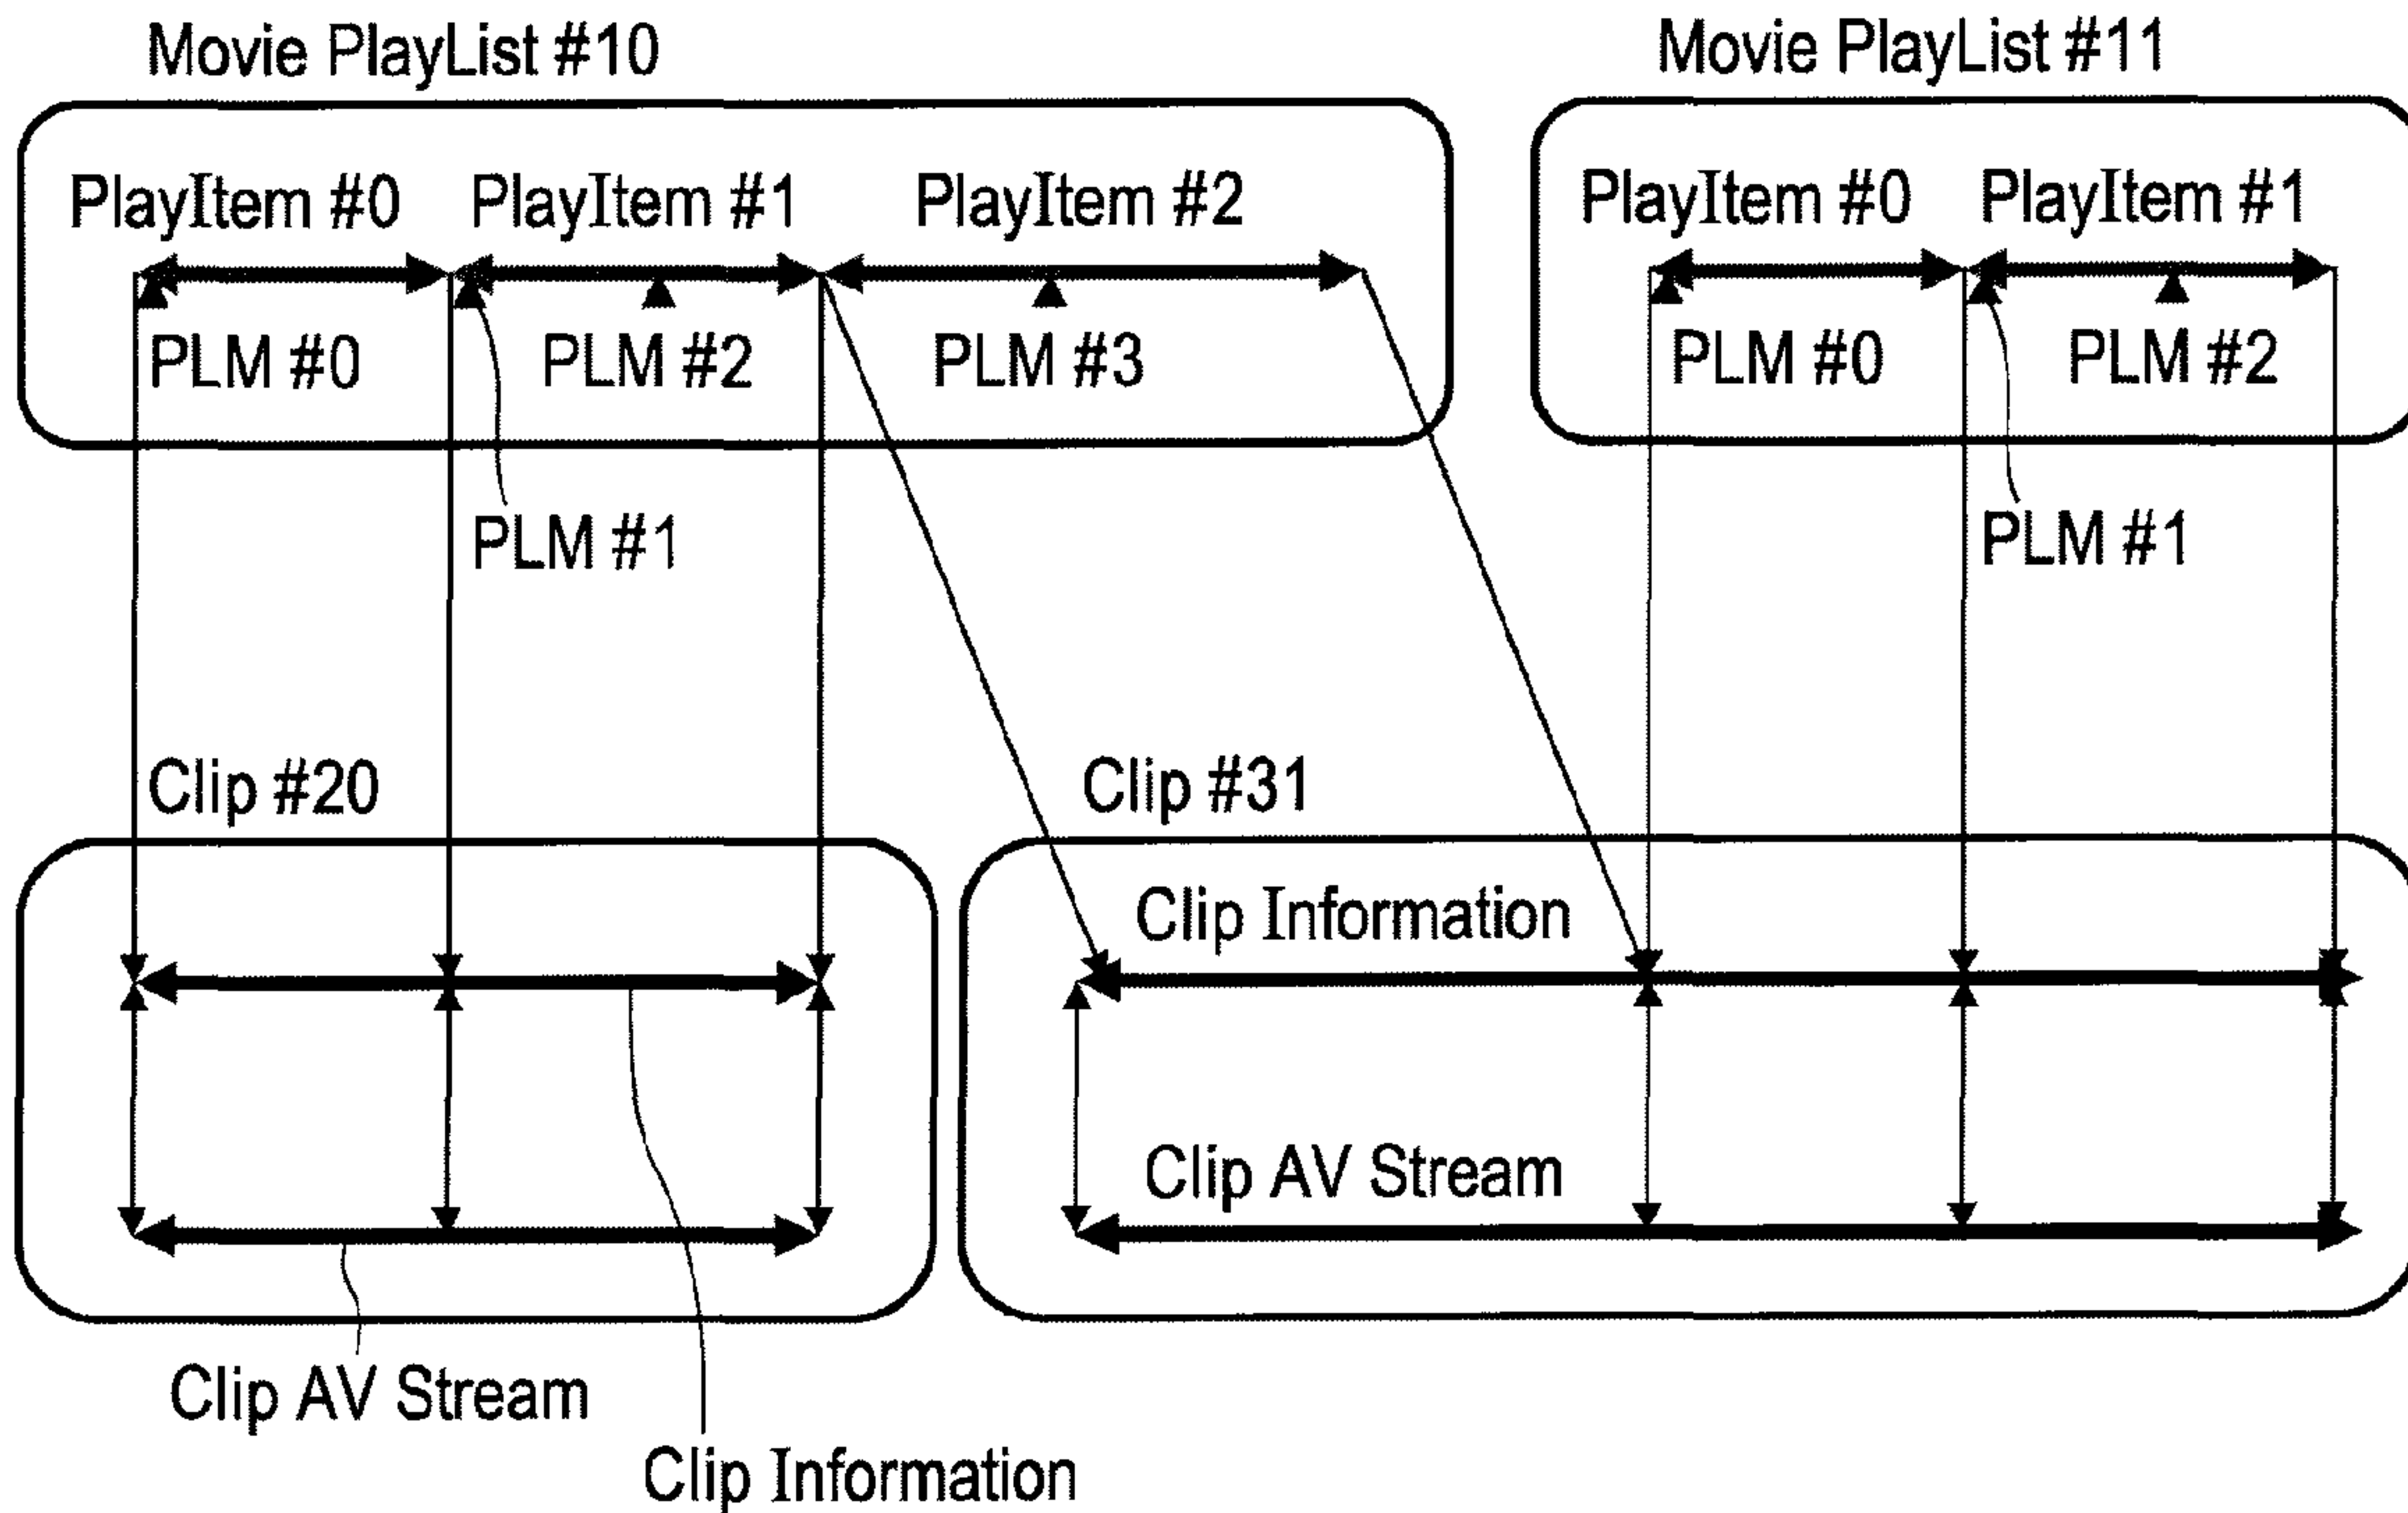 Movie PlayList #10
Movie PlayList #11
PlayItem #0
PlayItem #1
PlayItem #2
PlayItem #0
PlayItem #1
PLM #0
PLM #2
PLM #3
PLM #0
PLM #2
PLM #1
PLM #1
Clip #20
Clip #31
Clip Information
Clip AV Stream
Clip AV Stream
Clip Information